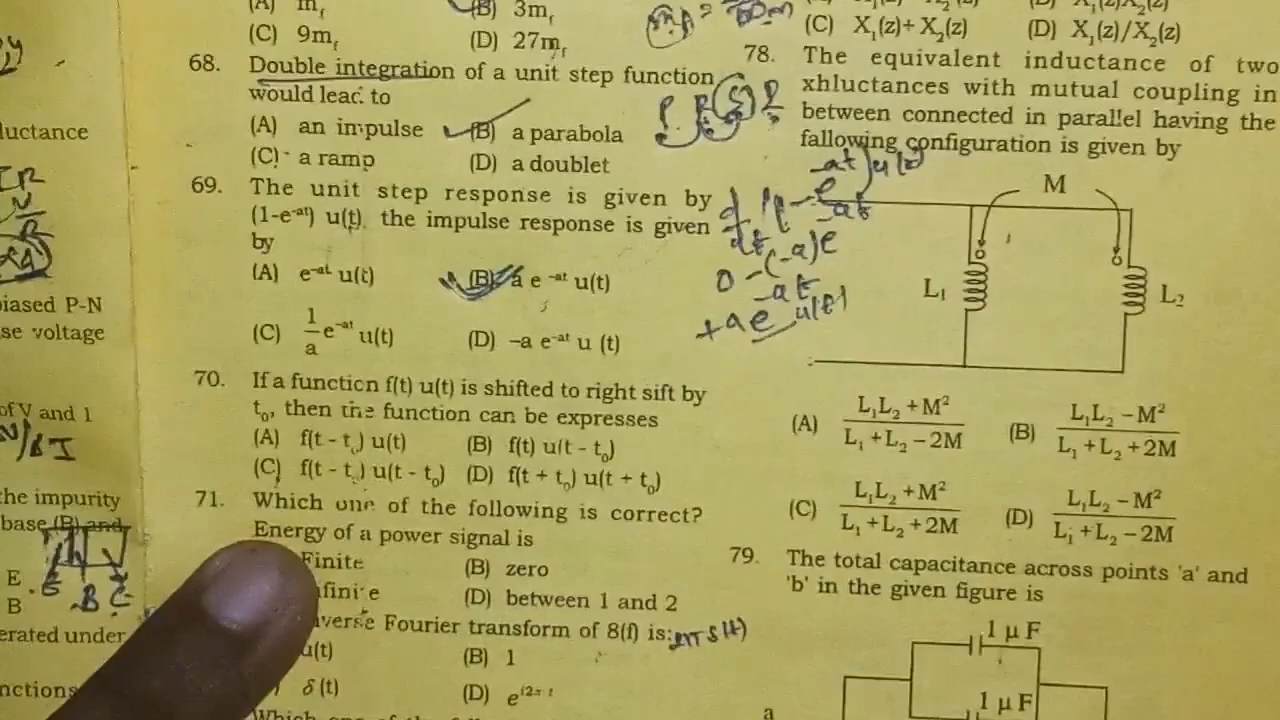 (A) m_f (B) 3m_f
(C) 9m_f (D) 27m_f
68. Double integration of a unit step function
would lead to
(A) an impulse (B) a parabola
(C) a ramp (D) a doublet
69. The unit step response is given by
(1-e⁻ᵃᵗ) u(t), the impulse response is given
by
(A) e⁻ᵃᵗ u(t) (B) a e⁻ᵃᵗ u(t)
(C) 1/a e⁻ᵃᵗ u(t) (D) -a e⁻ᵃᵗ u (t)
70. If a function f(t) u(t) is shifted to right sift by
t₀, then the function can be expresses
(A) f(t - t₀) u(t) (B) f(t) u(t - t₀)
(C) f(t - t₀) u(t - t₀) (D) f(t + t₀) u(t + t₀)
71. Which one of the following is correct?
Energy of a power signal is
Finite (B) zero
(D) between 1 and 2
Fourier transform of 8(f) is:
u(t) (B) 1
δ (t) (D) e^(i2π t)
(C) X₁(z)+ X₂(z) (D) X₁(z)/X₂(z)
78. The equivalent inductance of two
xhluctances with mutual coupling in
between connected in parallel having the
fallowing configuration is given by
M
L₁
L₂
(A) L₁L₂ + M² / L₁ + L₂ - 2M (B) L₁L₂ - M² / L₁ + L₂ + 2M
(C) L₁L₂ + M² / L₁ + L₂ + 2M (D) L₁L₂ - M² / L₁ + L₂ - 2M
79. The total capacitance across points 'a' and
'b' in the given figure is
1 µF
1 µF
a
luctance
biased P-N
se voltage
of V and 1
the impurity
base (B) and
E
B
erated under
nctions